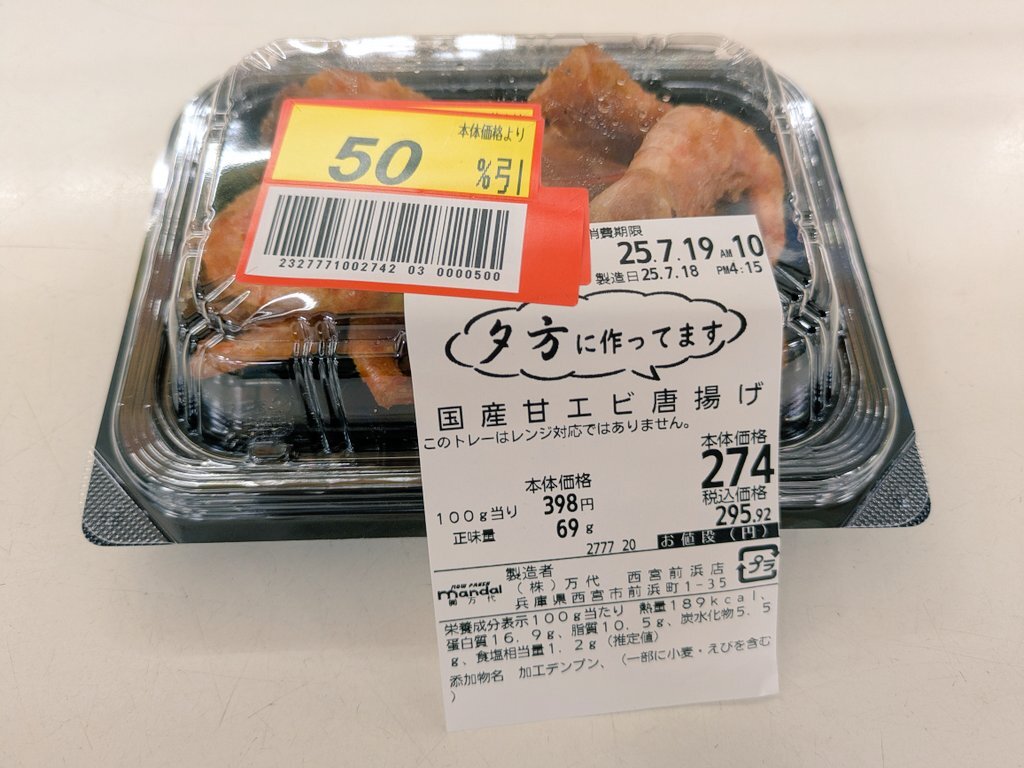 本体価格より
50 %引
2327771002742 03 0000500
消費期限
25.7.19 AM10
製造日25.7.18 PM4:15
夕方に作ってます
国産甘エビ唐揚げ
このトレーはレンジ対応ではありません。
本体価格
274
税込価格
295.92
お値段(円)
本体価格
100g当り 398円
正味量 69g
2777 20
プラ
製造者
mandai
万代
(株)万代 西宮前浜店
兵庫県西宮市前浜町1-35
栄養成分表示100g当たり 熱量189kcal、
蛋白質16.9g、脂質10.5g、炭水化物5.5
g、食塩相当量1.2g(推定値)
添加物名 加工デンプン、(一部に小麦・えびを含む
)